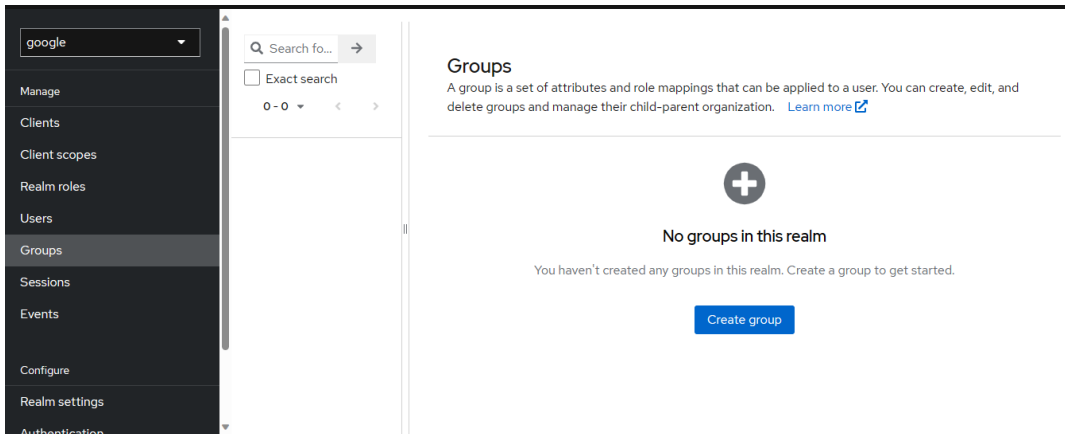 google
Manage
Clients
Client scopes
Realm roles
Users
Groups
Sessions
Events
Configure
Realm settings
Authentication
Search fo...
Exact search
0 - 0
Groups
A group is a set of attributes and role mappings that can be applied to a user. You can create, edit, and
delete groups and manage their child-parent organization. Learn more
No groups in this realm
You haven't created any groups in this realm. Create a group to get started.
Create group